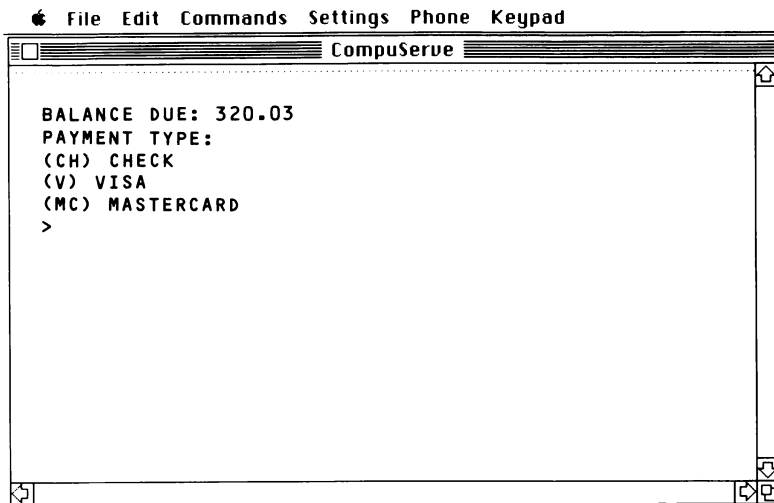 File Edit Commands Settings Phone Keypad
CompuServe
BALANCE DUE: 320.03
PAYMENT TYPE:
(CH) CHECK
(V) VISA
(MC) MASTERCARD
>